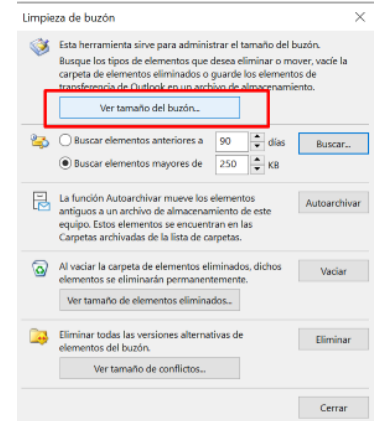 Limpieza de buzón
Esta herramienta sirve para administrar el tamaño del buzón.
Busque los tipos de elementos que desea eliminar o mover, vacíe la
carpeta de elementos eliminados o guarde los elementos de
transferencia de Outlook en un archivo de almacenamiento.
Ver tamaño del buzón...
Buscar elementos anteriores a 90 días Buscar...
Buscar elementos mayores de 250 KB
La función Autoarchivar mueve los elementos
antiguos a un archivo de almacenamiento de este
equipo. Estos elementos se encuentran en las
Carpetas archivadas de la lista de carpetas.
Autoarchivar
Al vaciar la carpeta de elementos eliminados, dichos
elementos se eliminarán permanentemente.
Vaciar
Ver tamaño de elementos eliminados...
Eliminar todas las versiones alternativas de
elementos del buzón.
Eliminar
Ver tamaño de conflictos...
Cerrar